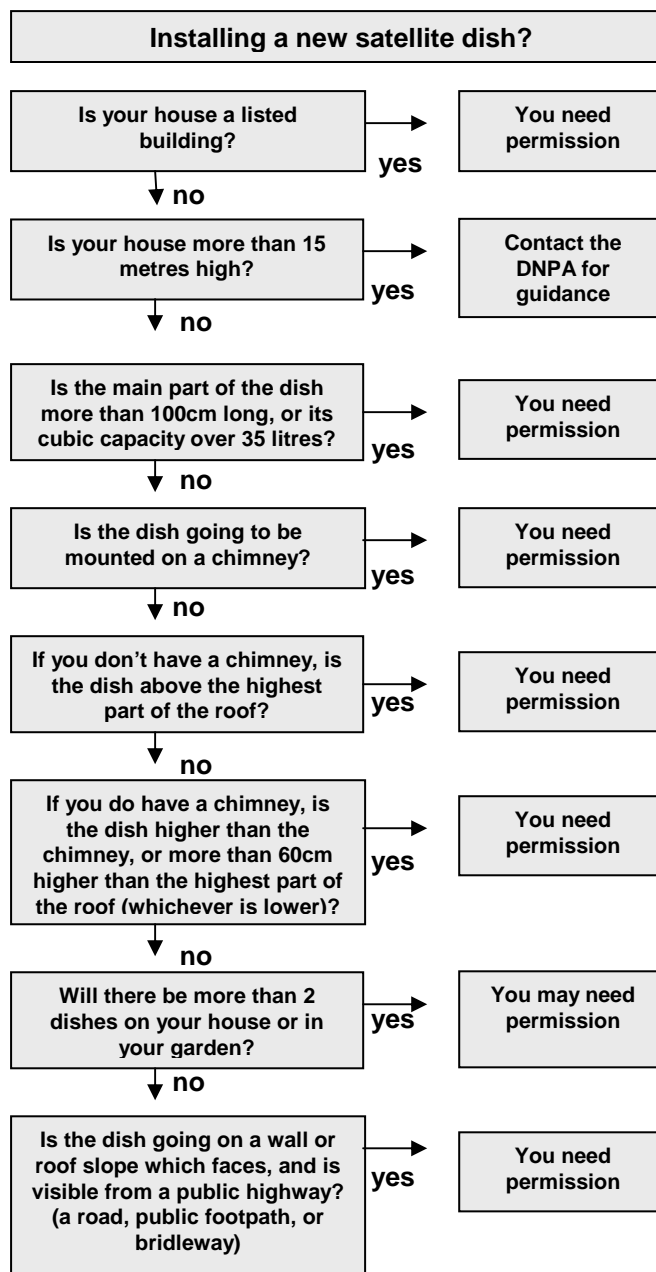 Installing a new satellite dish?
Is your house a listed
building?
yes
You need
permission
no
Is your house more than 15
metres high?
yes
Contact the
DNPA for
guidance
no
Is the main part of the dish
more than 100cm long, or its
cubic capacity over 35 litres?
yes
You need
permission
no
Is the dish going to be
mounted on a chimney?
yes
You need
permission
no
If you don’t have a chimney, is
the dish above the highest
part of the roof?
yes
You need
permission
no
If you do have a chimney, is
the dish higher than the
chimney, or more than 60cm
higher than the highest part of
the roof (whichever is lower)?
yes
You need
permission
no
Will there be more than 2
dishes on your house or in
your garden?
yes
You may need
permission
no
Is the dish going on a wall or
roof slope which faces, and is
visible from a public highway?
(a road, public footpath, or
bridleway)
yes
You need
permission